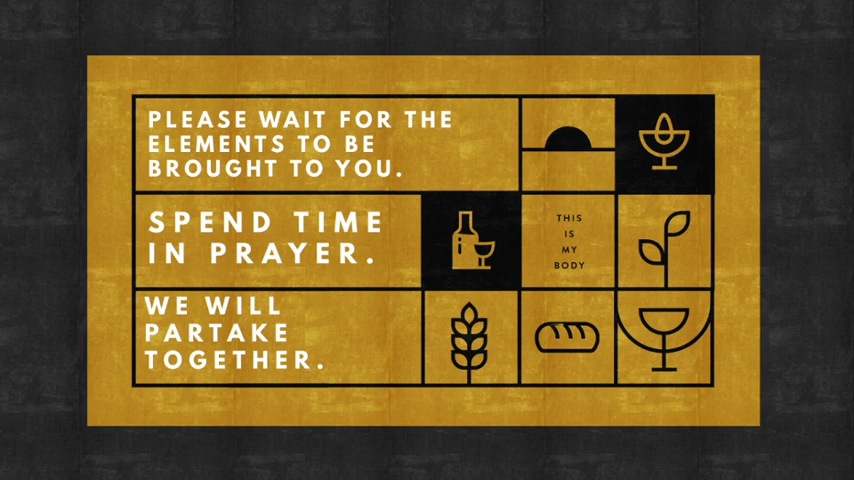 PLEASE WAIT FOR THE
ELEMENTS TO BE
BROUGHT TO YOU.
SPEND TIME
IN PRAYER.
THIS
IS
MY
BODY
WE WILL
PARTAKE
TOGETHER.